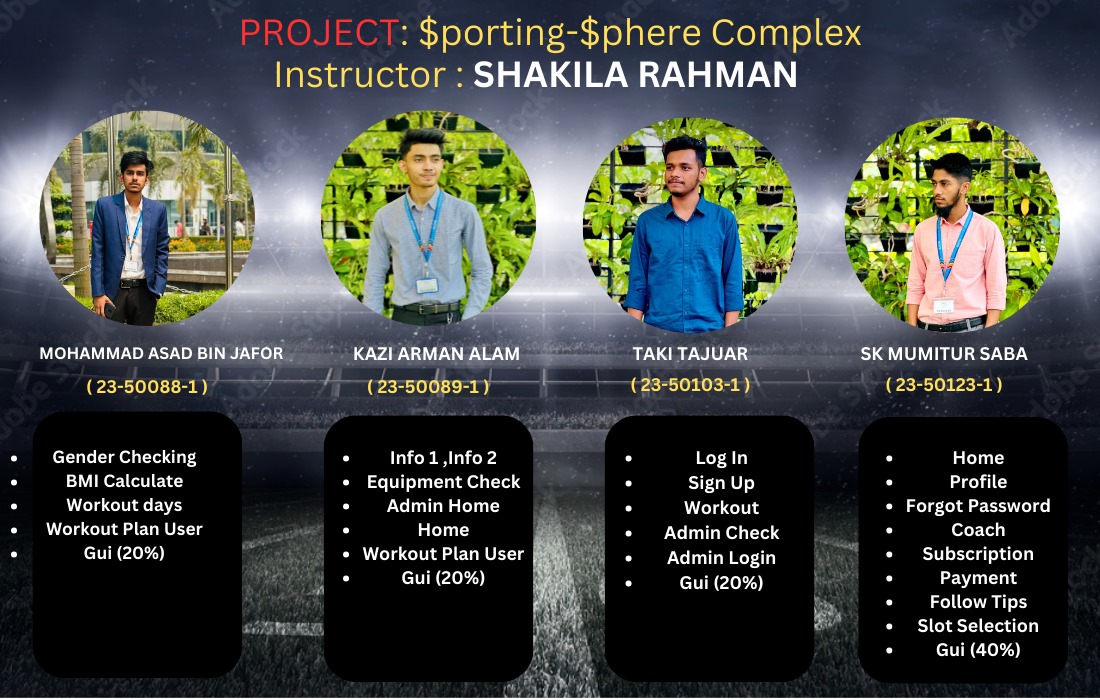 PROJECT: $porting-$phere Complex
Instructor : SHAKILA RAHMAN
MOHAMMAD ASAD BIN JAFOR
( 23-50088-1 )
Gender Checking
BMI Calculate
Workout days
Workout Plan User
Gui (20%)
KAZI ARMAN ALAM
( 23-50089-1 )
Info 1 ,Info 2
Equipment Check
Admin Home
Home
Workout Plan User
Gui (20%)
TAKI TAJUAR
( 23-50103-1 )
Log In
Sign Up
Workout
Admin Check
Admin Login
Gui (20%)
SK MUMITUR SABA
( 23-50123-1 )
Home
Profile
Forgot Password
Coach
Subscription
Payment
Follow Tips
Slot Selection
Gui (40%)
Adobe Stock